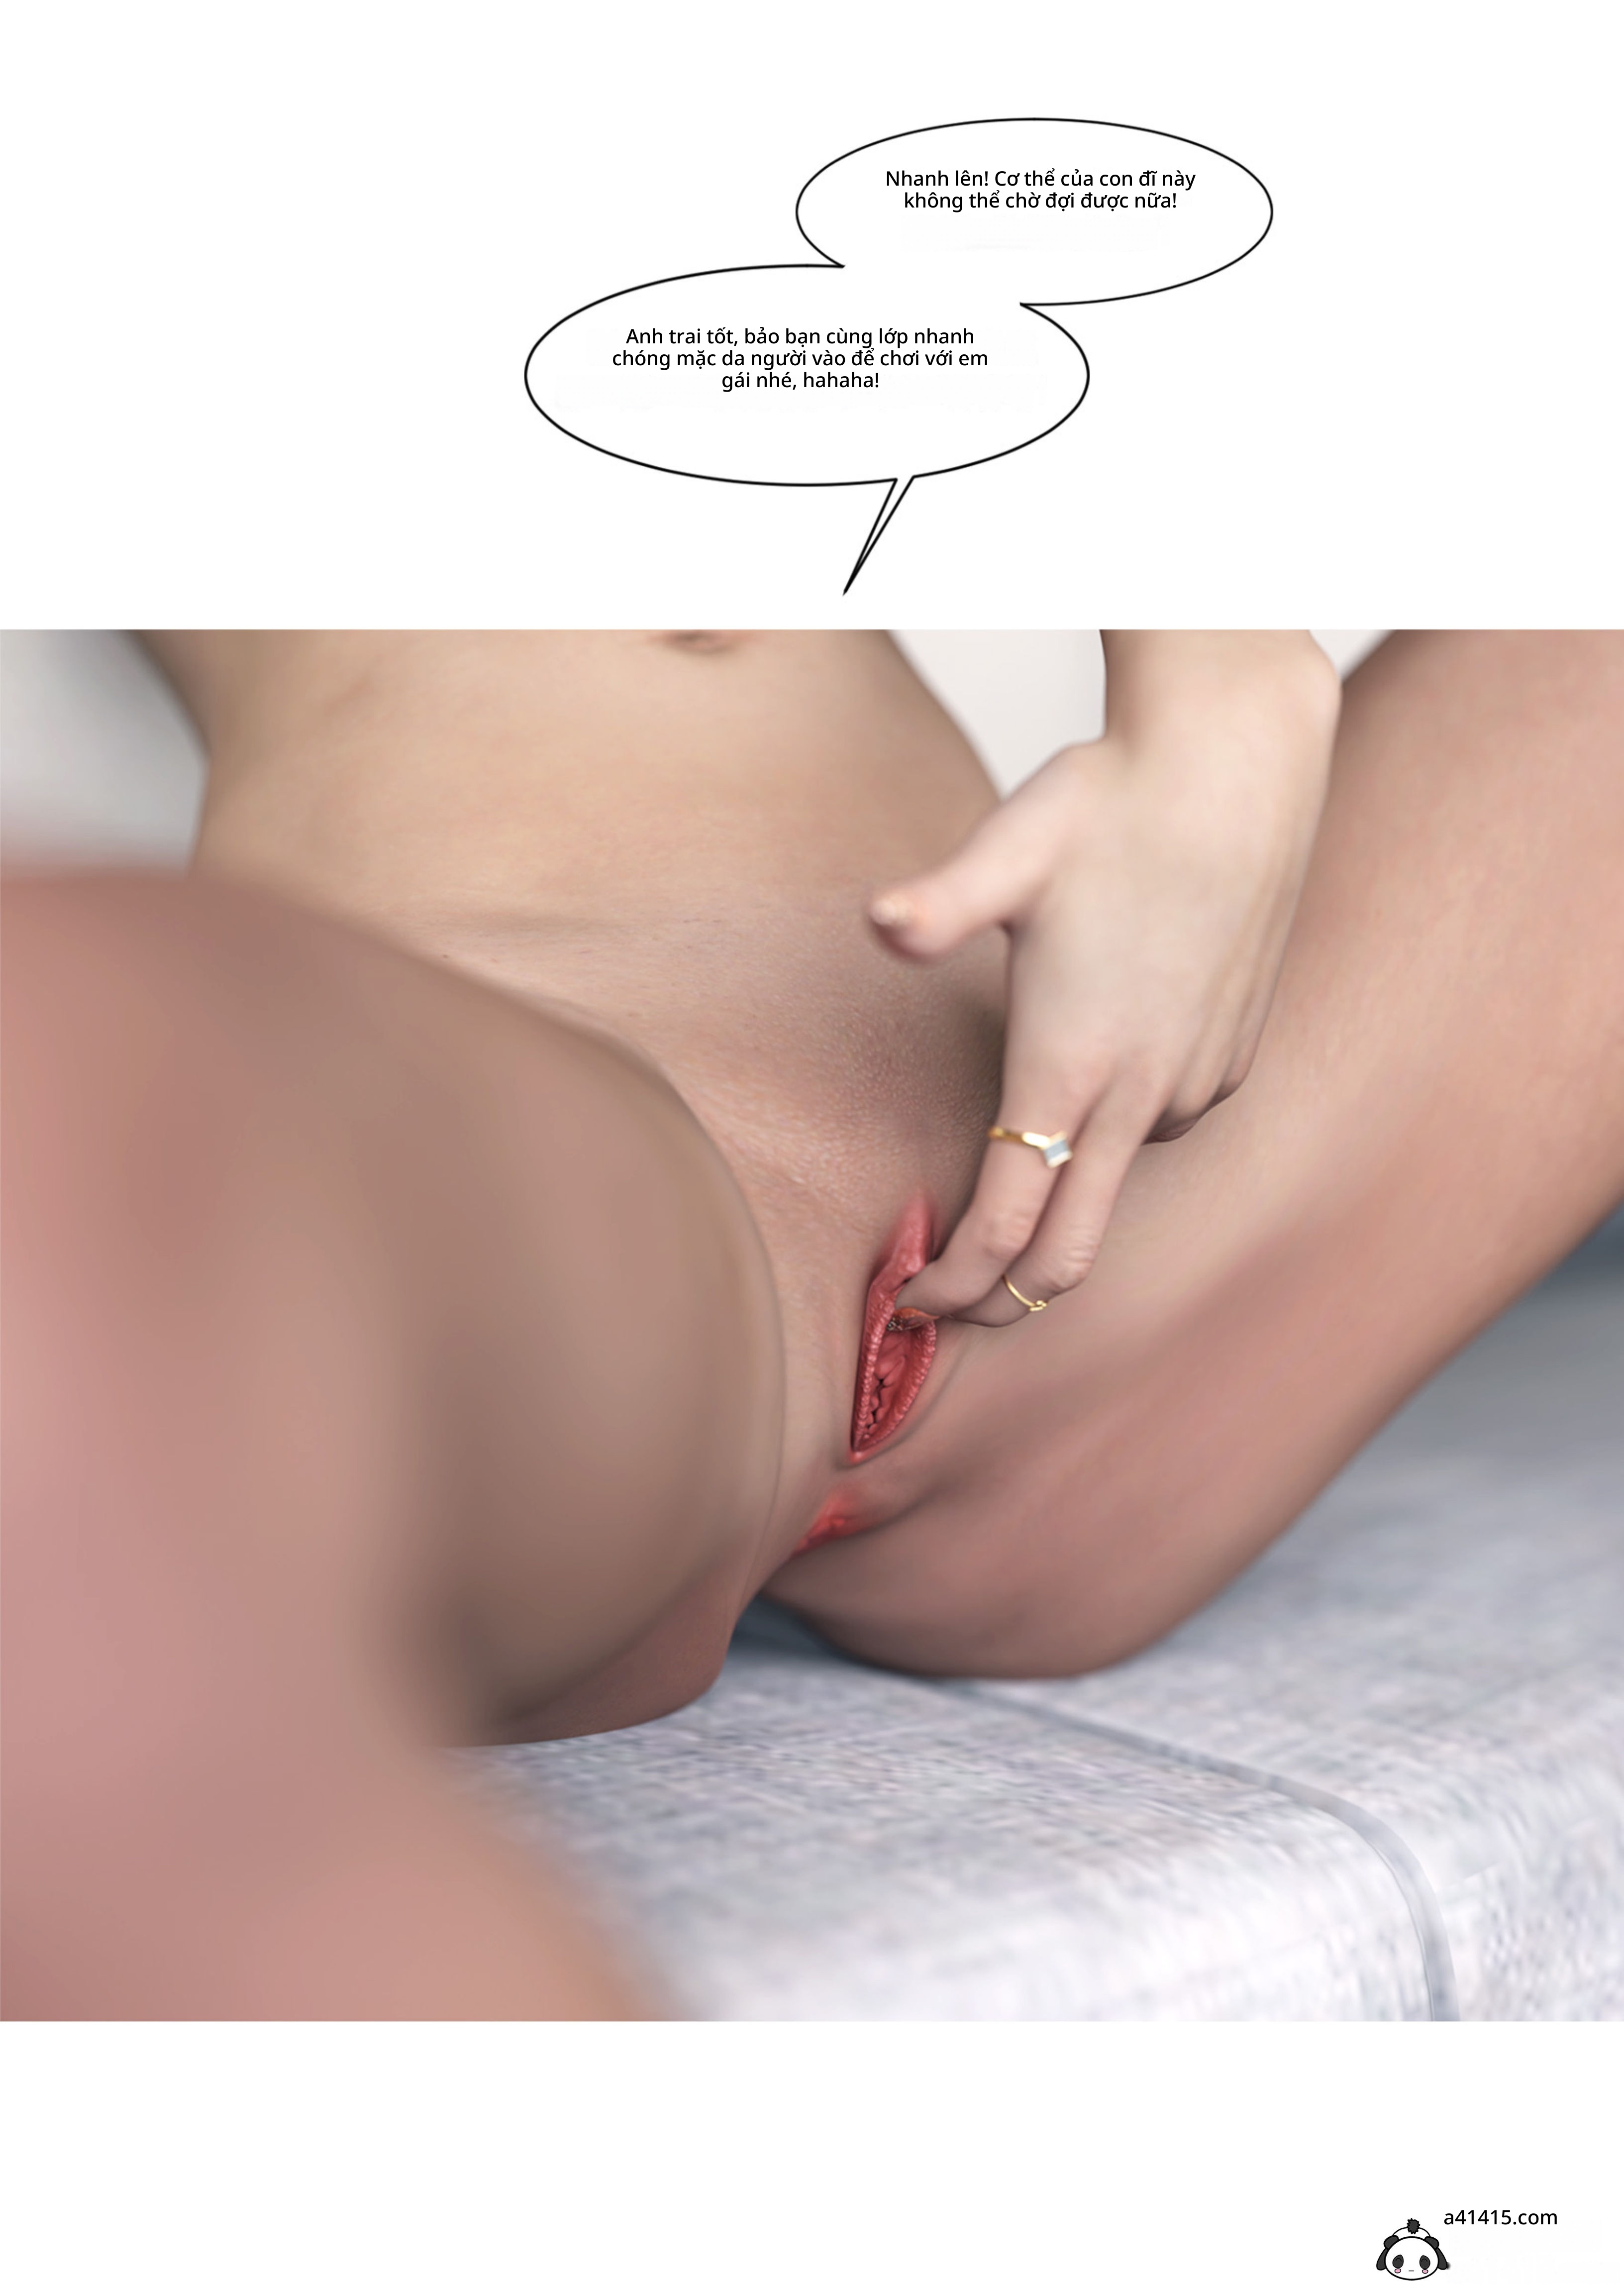 Nhanh lên! Cơ thể của con đĩ này
không thể chờ đợi được nữa!
Anh trai tốt, bảo bạn cùng lớp nhanh
chóng mặc da người vào để chơi với em
gái nhé, hahaha!
a41415.com